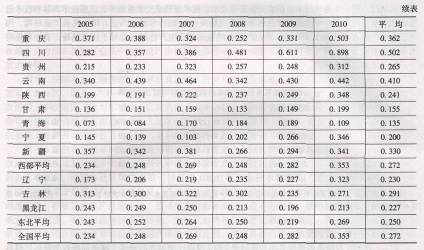 续表
2005 2006 2007 2008 2009 2010 平 均
重 庆 0.371 0.388 0.324 0.252 0.331 0.503 0.362
四 川 0.282 0.357 0.386 0.481 0.611 0.898 0.502
贵 州 0.215 0.233 0.323 0.257 0.248 0.312 0.265
云 南 0.340 0.439 0.464 0.342 0.430 0.442 0.410
陕 西 0.199 0.191 0.222 0.237 0.249 0.348 0.241
甘 肃 0.136 0.151 0.159 0.133 0.149 0.199 0.155
青 海 0.073 0.084 0.170 0.184 0.189 0.109 0.135
宁 夏 0.145 0.139 0.103 0.202 0.266 0.346 0.200
新 疆 0.357 0.342 0.381 0.266 0.294 0.341 0.330
西部平均 0.234 0.248 0.269 0.248 0.282 0.353 0.272
辽 宁 0.173 0.206 0.219 0.235 0.227 0.323 0.230
吉 林 0.313 0.300 0.322 0.302 0.235 0.271 0.291
黑龙江 0.243 0.249 0.250 0.213 0.196 0.213 0.227
东北平均 0.243 0.252 0.264 0.250 0.219 0.269 0.250
全国平均 0.234 0.248 0.269 0.248 0.282 0.353 0.272